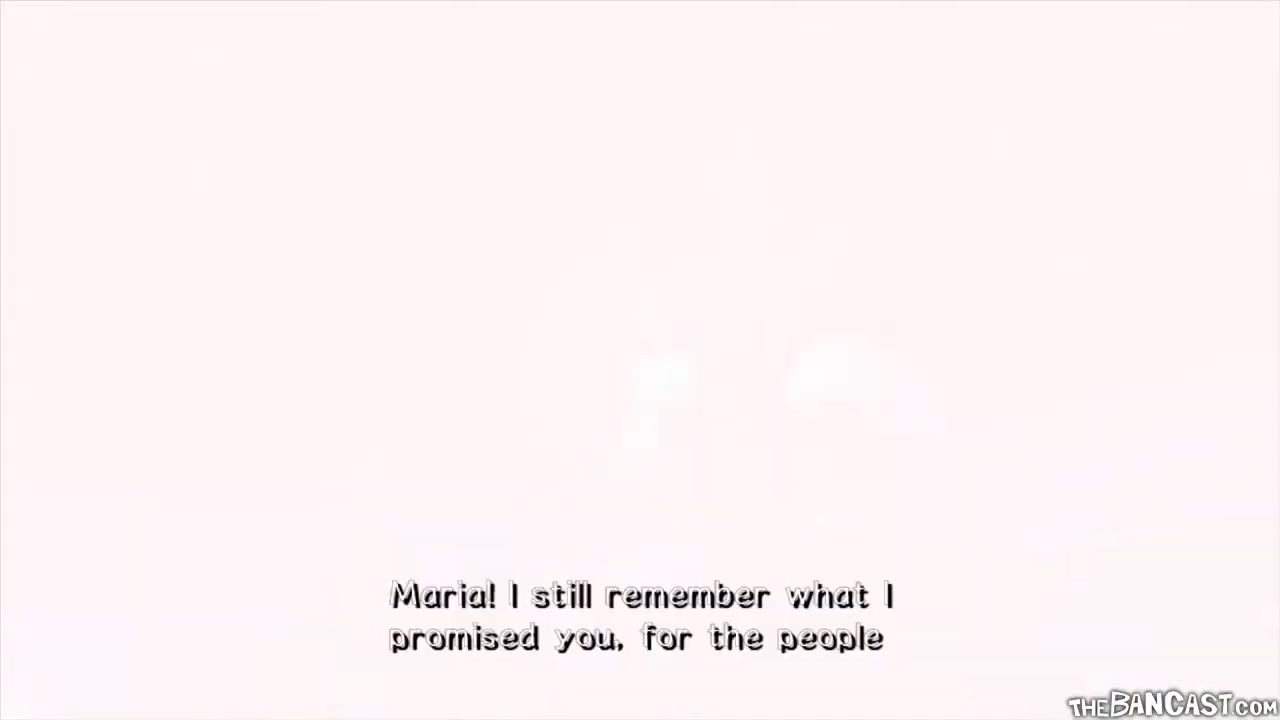 Maria! I still remember what I
promised you, for the people
THEBANCAST.COM